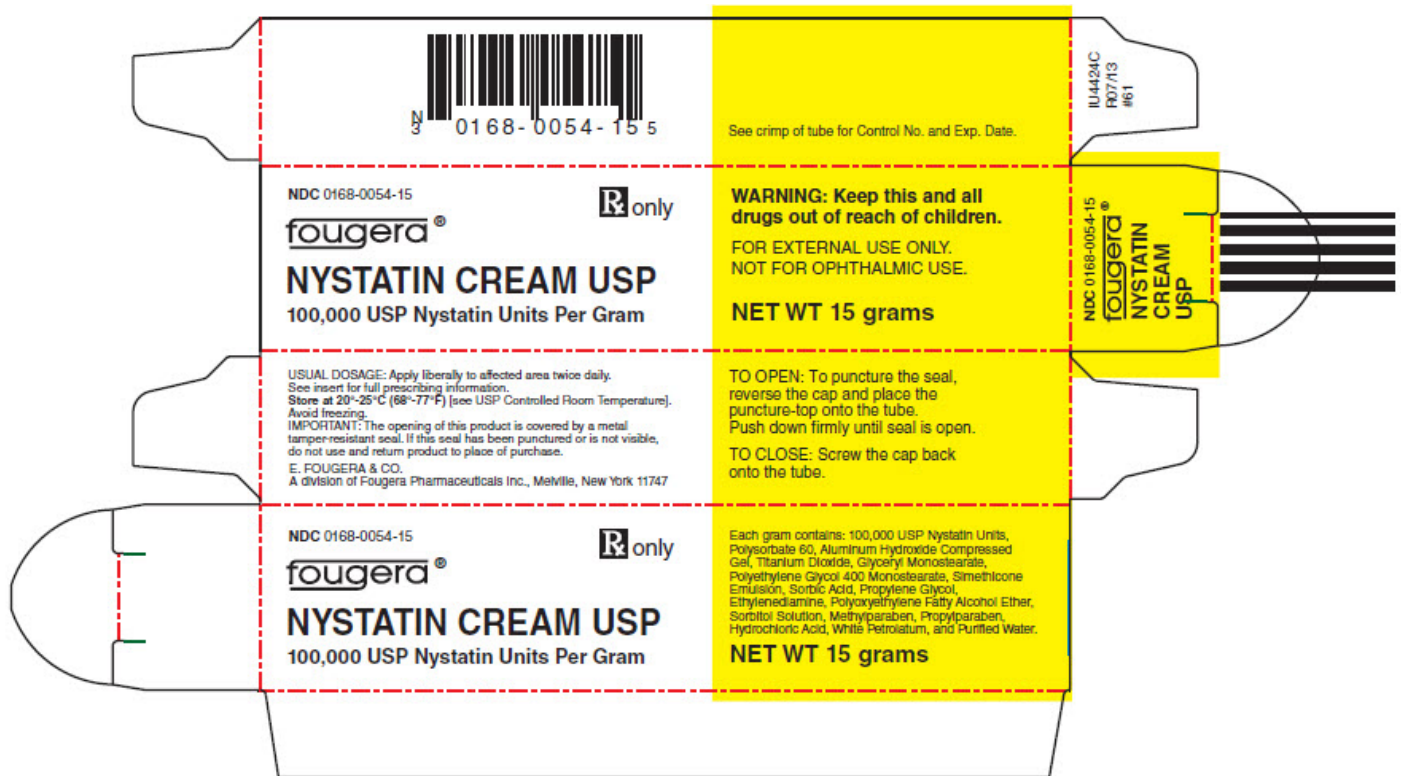 N
3 0168-0054-15 5
See crimp of tube for Control No. and Exp. Date.
IU4424C
R07/13
#61
NDC 0168-0054-15
Rx only
fougera ®
NYSTATIN CREAM USP
100,000 USP Nystatin Units Per Gram
WARNING: Keep this and all
drugs out of reach of children.
FOR EXTERNAL USE ONLY.
NOT FOR OPHTHALMIC USE.
NET WT 15 grams
NDC 0168-0054-15
fougera ®
NYSTATIN
CREAM
USP
USUAL DOSAGE: Apply liberally to affected area twice daily.
See insert for full prescribing information.
Store at 20°-25°C (68°-77°F) [see USP Controlled Room Temperature].
Avoid freezing.
IMPORTANT: The opening of this product is covered by a metal
tamper-resistant seal. If this seal has been punctured or is not visible,
do not use and return product to place of purchase.
E. FOUGERA & CO.
A division of Fougera Pharmaceuticals Inc., Melville, New York 11747
TO OPEN: To puncture the seal,
reverse the cap and place the
puncture-top onto the tube.
Push down firmly until seal is open.
TO CLOSE: Screw the cap back
onto the tube.
NDC 0168-0054-15
Rx only
fougera ®
NYSTATIN CREAM USP
100,000 USP Nystatin Units Per Gram
Each gram contains: 100,000 USP Nystatin Units,
Polysorbate 60, Aluminum Hydroxide Compressed
Gel, Titanium Dioxide, Glyceryl Monostearate,
Polyethylene Glycol 400 Monostearate, Simethicone
Emulsion, Sorbic Acid, Propylene Glycol,
Ethylenediamine, Polyoxyethylene Fatty Alcohol Ether,
Sorbitol Solution, Methylparaben, Propylparaben,
Hydrochloric Acid, White Petrolatum, and Purified Water.
NET WT 15 grams